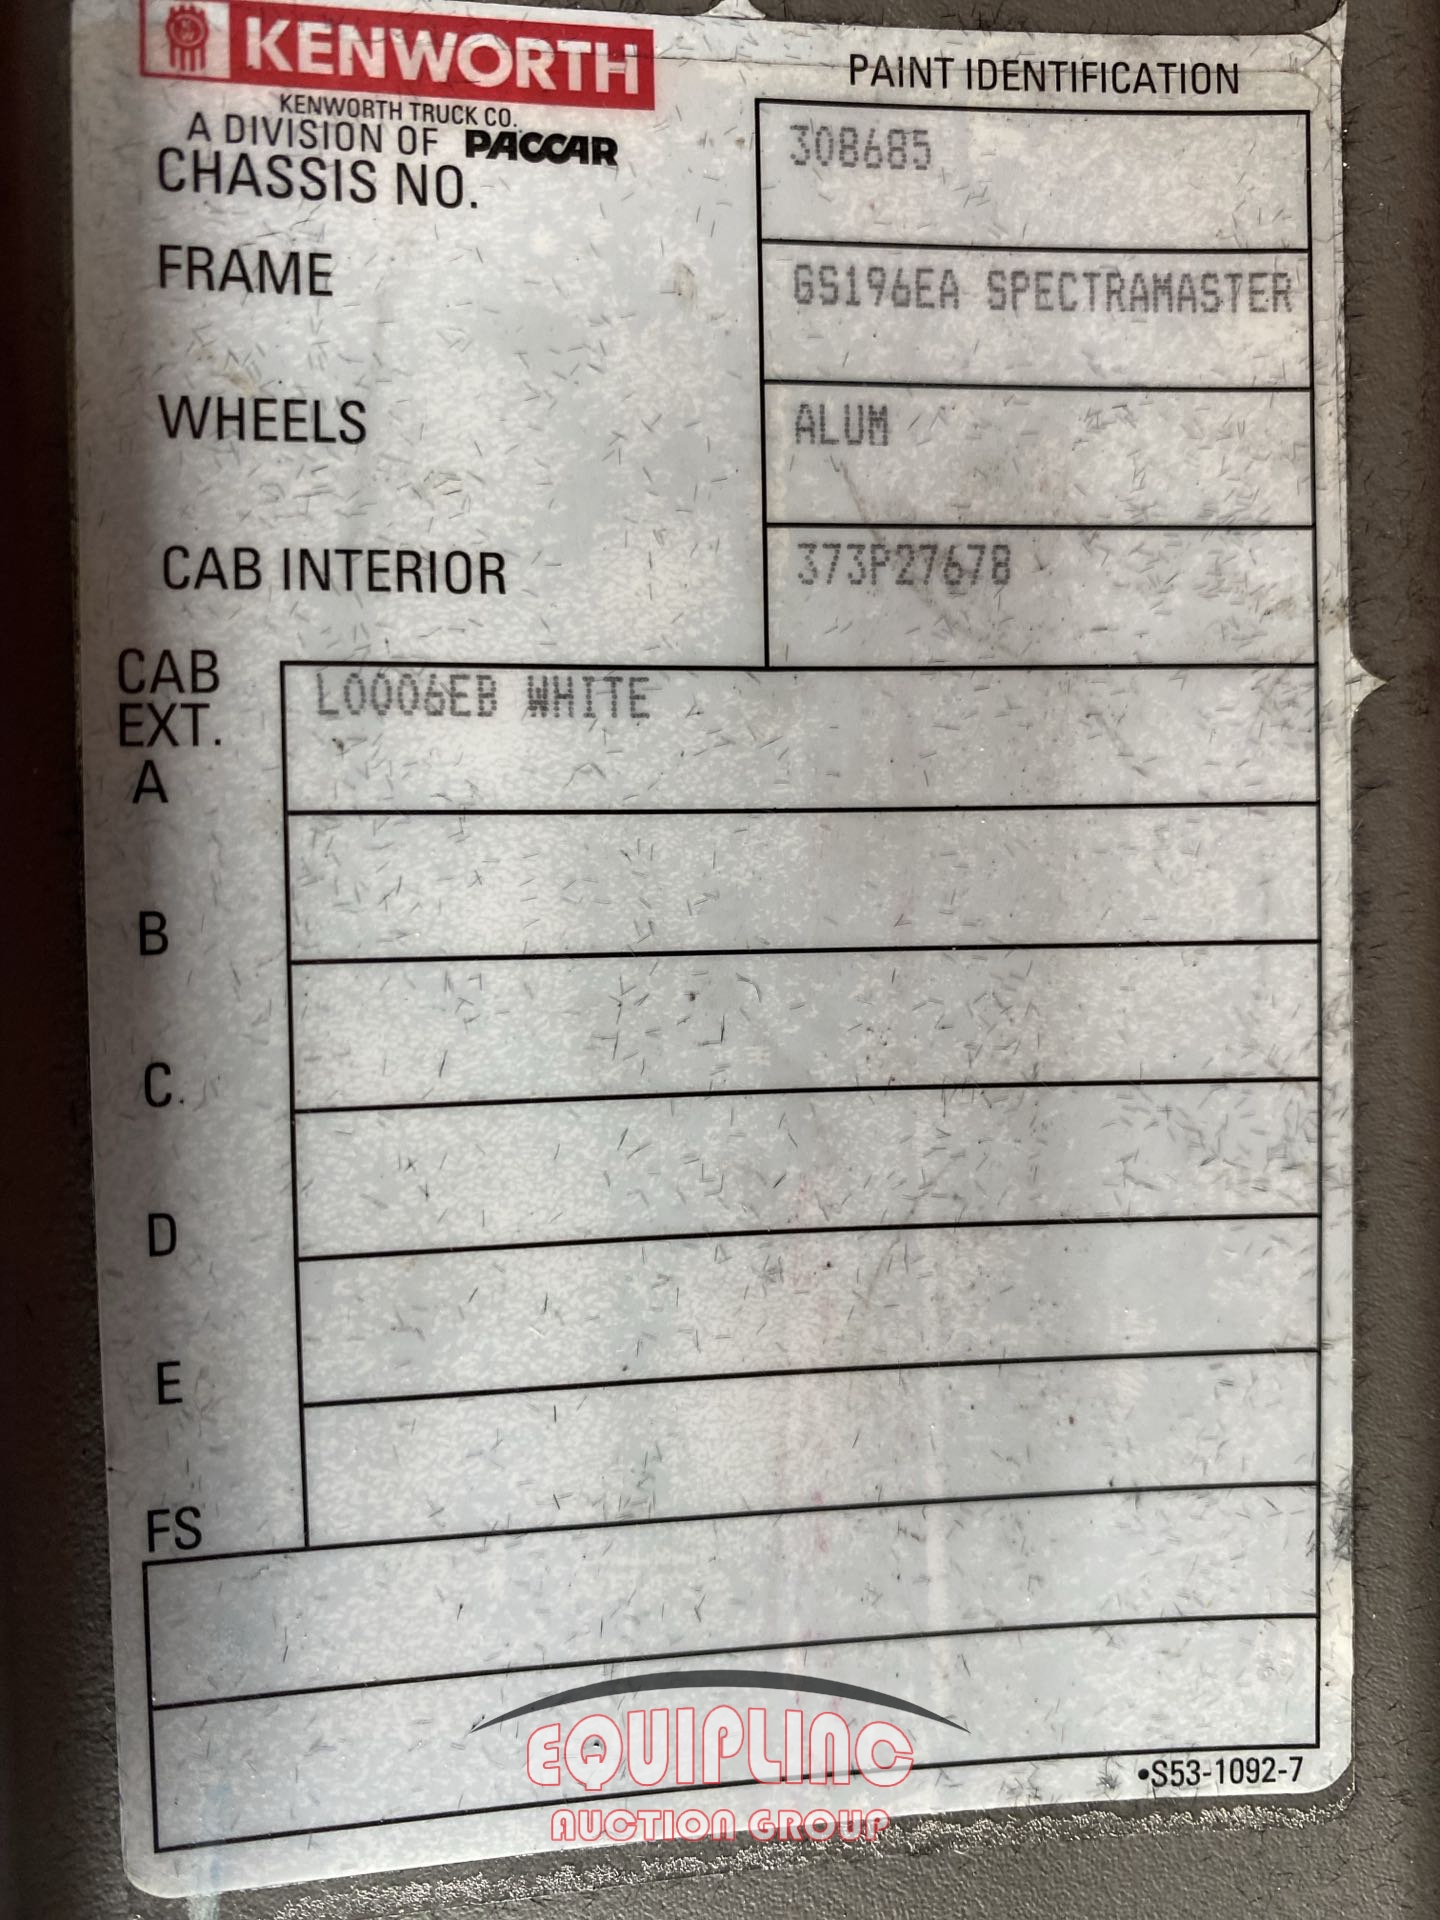 KENWORTH
KENWORTH TRUCK CO.
A DIVISION OF PACCAR
PAINT IDENTIFICATION
CHASSIS NO. 308685
FRAME GS196EA SPECTRAMASTER
WHEELS ALUM
CAB INTERIOR 373P27678
CAB
EXT.
A L0006EB WHITE
B
C.
D
E
FS
•S53-1092-7
EQUIPLINC
AUCTION GROUP